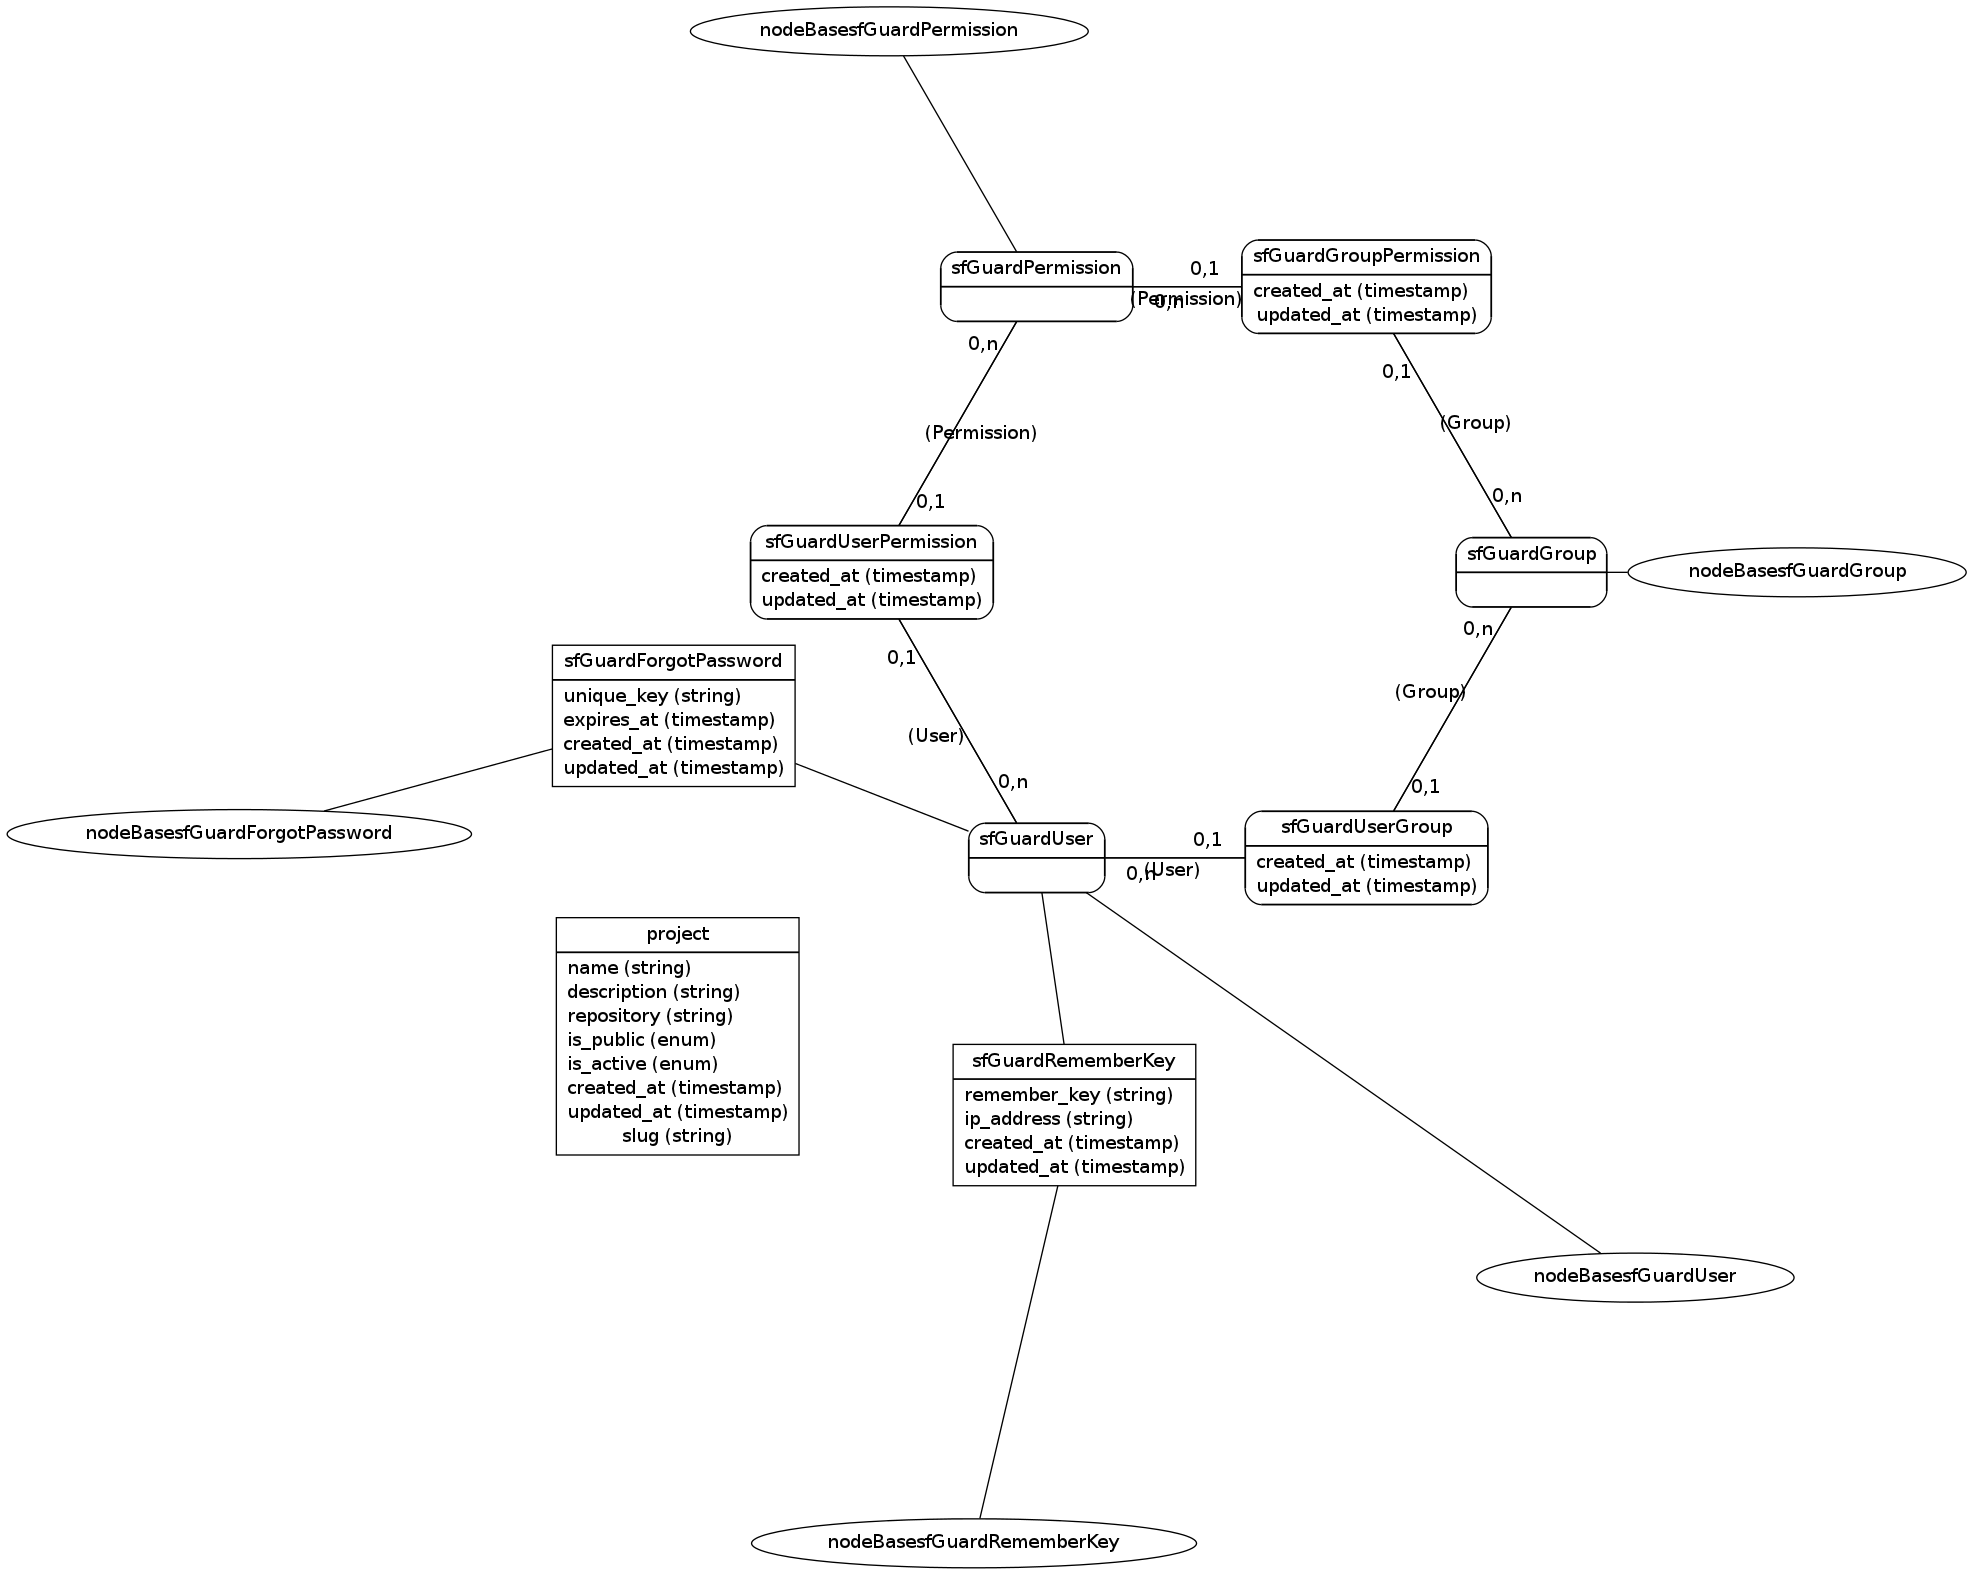 nodeBasesfGuardPermission
sfGuardPermission
0,1
(Permission)
0,n
sfGuardGroupPermission
created_at (timestamp)
updated_at (timestamp)
0,n
(Permission)
0,1
0,1
(Group)
0,n
sfGuardUserPermission
created_at (timestamp)
updated_at (timestamp)
sfGuardGroup
nodeBasesfGuardGroup
0,1
(User)
0,n
0,n
(Group)
0,1
sfGuardForgotPassword
unique_key (string)
expires_at (timestamp)
created_at (timestamp)
updated_at (timestamp)
nodeBasesfGuardForgotPassword
sfGuardUser
0,1
(User)
0,n
sfGuardUserGroup
created_at (timestamp)
updated_at (timestamp)
project
name (string)
description (string)
repository (string)
is_public (enum)
is_active (enum)
created_at (timestamp)
updated_at (timestamp)
slug (string)
sfGuardRememberKey
remember_key (string)
ip_address (string)
created_at (timestamp)
updated_at (timestamp)
nodeBasesfGuardUser
nodeBasesfGuardRememberKey